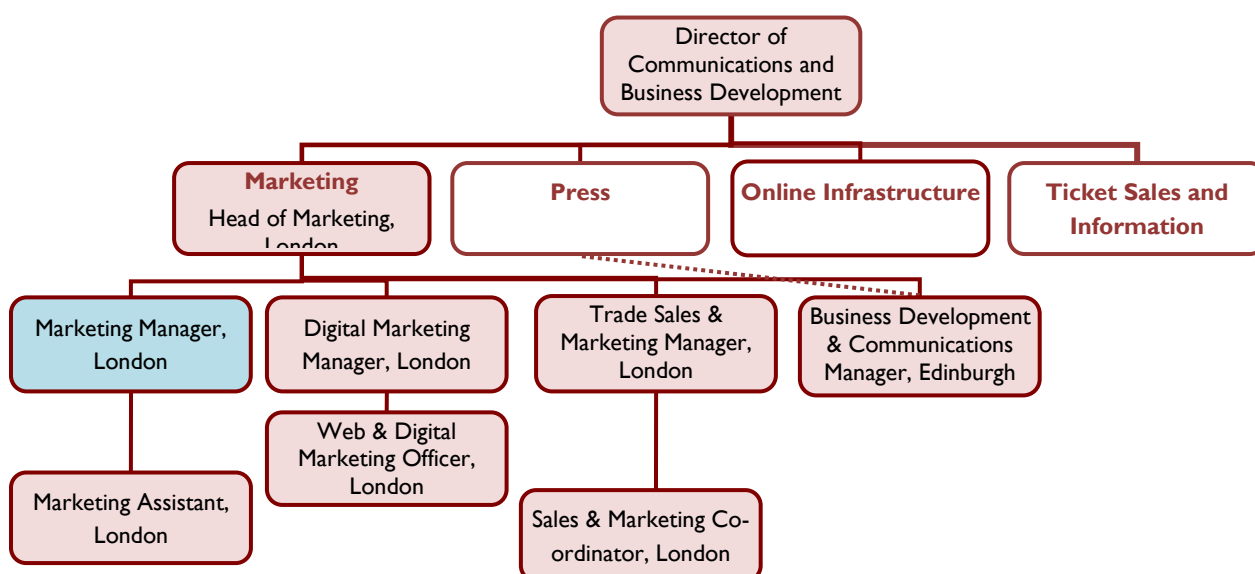 Director of
Communications and
Business Development
Marketing
Head of Marketing,
London
Press
Online Infrastructure
Ticket Sales and
Information
Marketing Manager,
London
Digital Marketing
Manager, London
Trade Sales &
Marketing Manager,
London
Business Development
& Communications
Manager, Edinburgh
Web & Digital
Marketing Officer,
London
Marketing Assistant,
London
Sales & Marketing Co-
ordinator, London